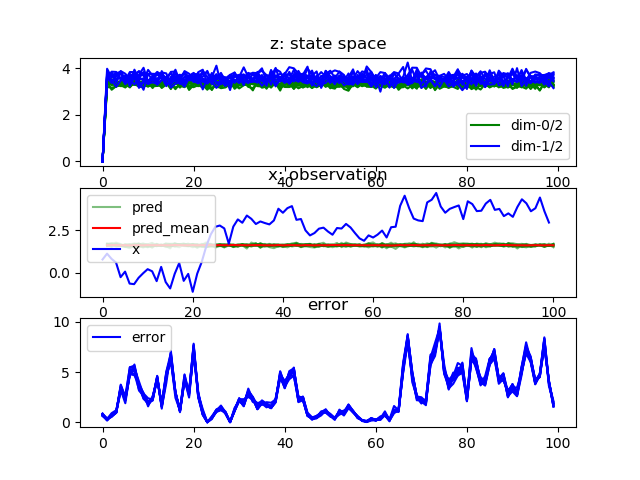 z: state space
4
2
0
dim-0/2
dim-1/2
0 20 40 60 80 100
x: observation
2.5
0.0
pred
pred_mean
x
0 20 40 60 80 100
error
10
5
0
error
0 20 40 60 80 100